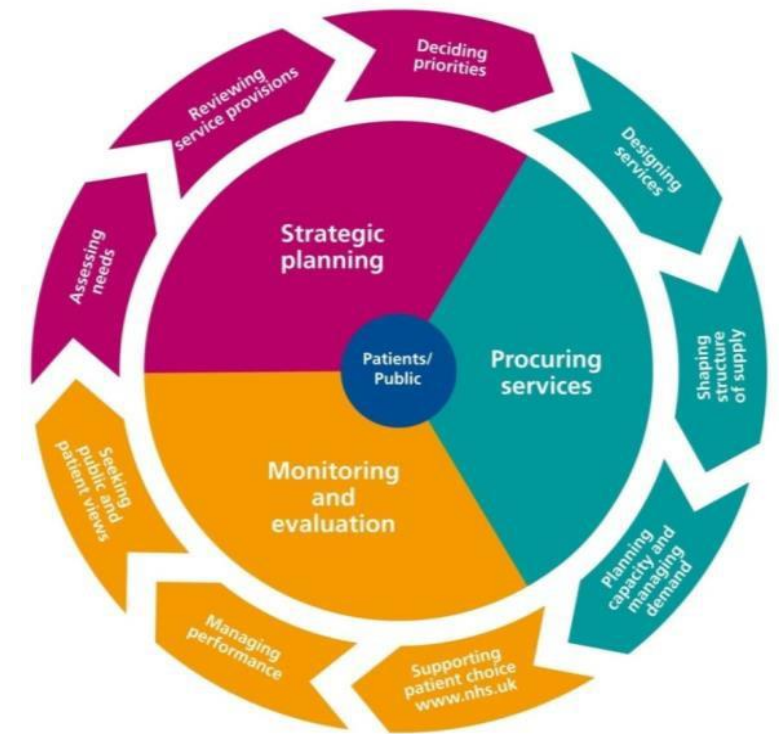 Deciding
priorities
Designing
services
Shaping
structure
of supply
Planning
capacity and
managing
demand
Supporting
patient choice
www.nhs.uk
Managing
performance
Seeking
public and
patient views
Assessing
needs
Reviewing
service provisions
Strategic
planning
Procuring
services
Monitoring
and
evaluation
Patients/
Public